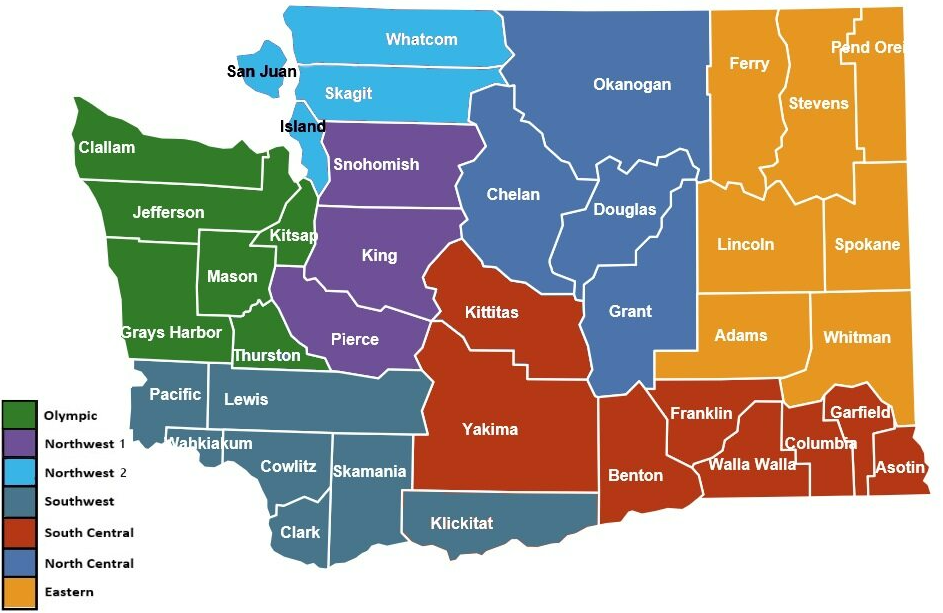 Whatcom
San Juan
Skagit
Island
Okanogan
Ferry
Pend Orei
Stevens
Clallam
Snohomish
Chelan
Jefferson
Kitsap
Douglas
King
Lincoln
Spokane
Mason
Kittitas
Grant
Grays Harbor
Pierce
Adams
Whitman
Thurston
Pacific
Lewis
Yakima
Franklin
Garfield
Wahkiakum
Columbia
Cowlitz
Skamania
Benton
Walla Walla
Asotin
Clark
Klickitat
Olympic
Northwest 1
Northwest 2
Southwest
South Central
North Central
Eastern